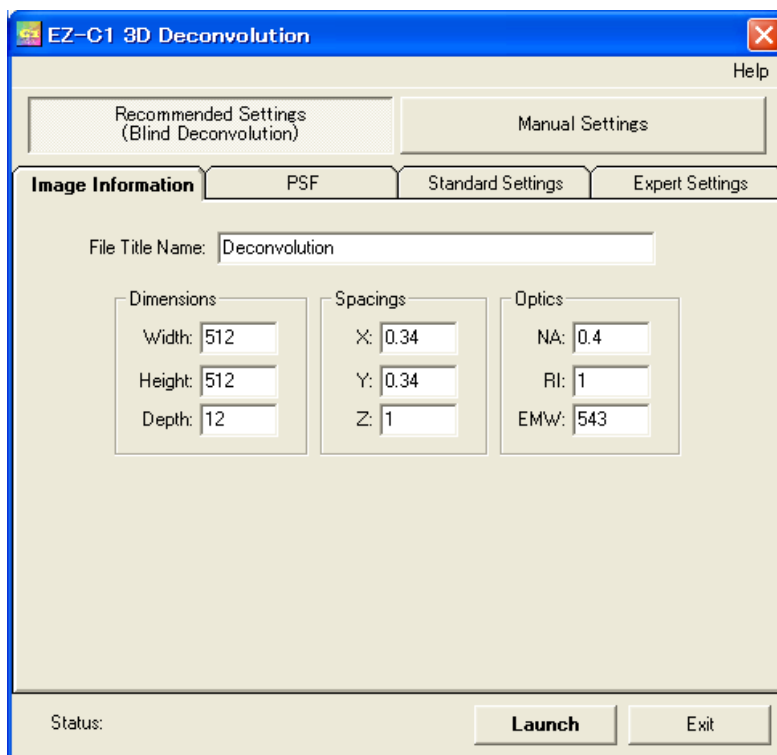 EZ-C1 3D Deconvolution
Help
Recommended Settings
(Blind Deconvolution)
Manual Settings
Image Information
PSF
Standard Settings
Expert Settings
File Title Name: Deconvolution
Dimensions
Width: 512
Height: 512
Depth: 12
Spacings
X: 0.34
Y: 0.34
Z: 1
Optics
NA: 0.4
RI: 1
EMW: 543
Status:
Launch
Exit